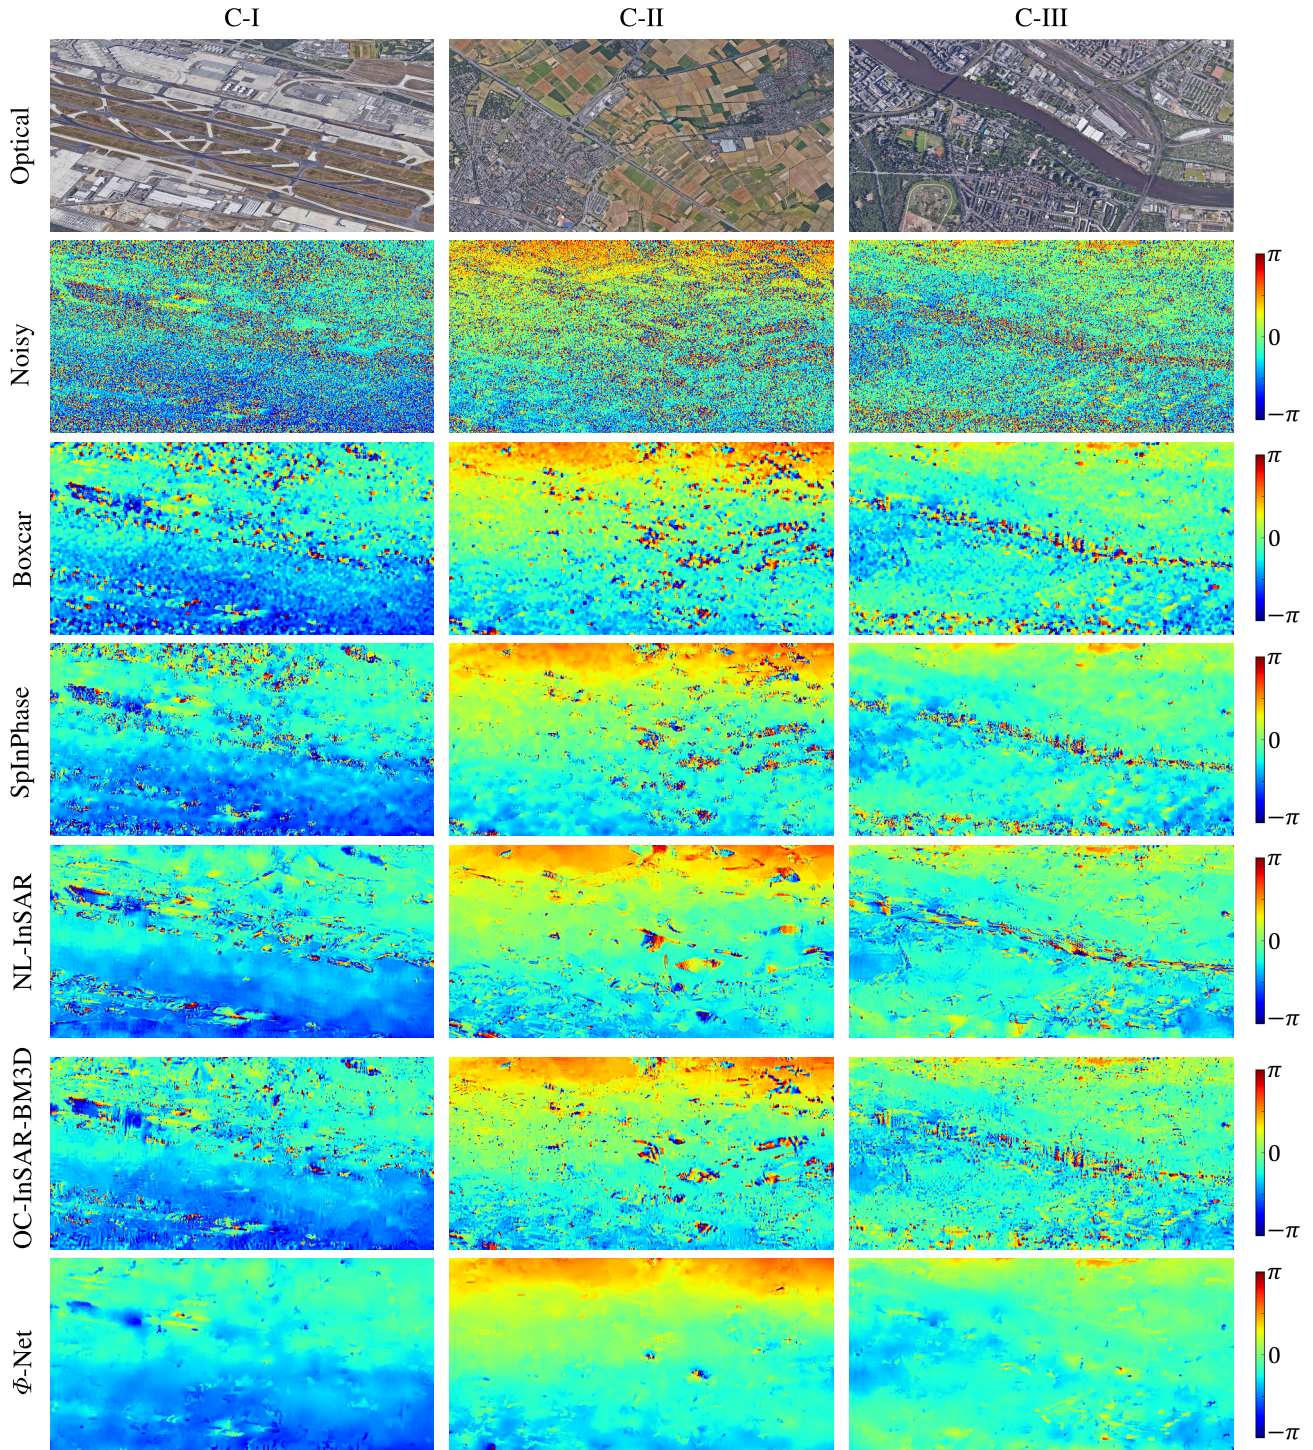 C-I C-II C-III
Optical
Noisy
π
0
−π
Boxcar
π
0
−π
SpInPhase
π
0
−π
NL-InSAR
π
0
−π
OC-InSAR-BM3D
π
0
−π
Φ-Net
π
0
−π